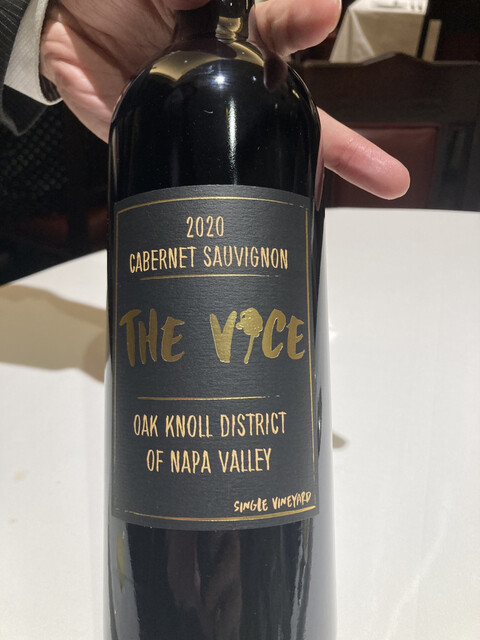 2020
CABERNET SAUVIGNON
THE VICE
OAK KNOLL DISTRICT
OF NAPA VALLEY
SINGLE VINEYARD